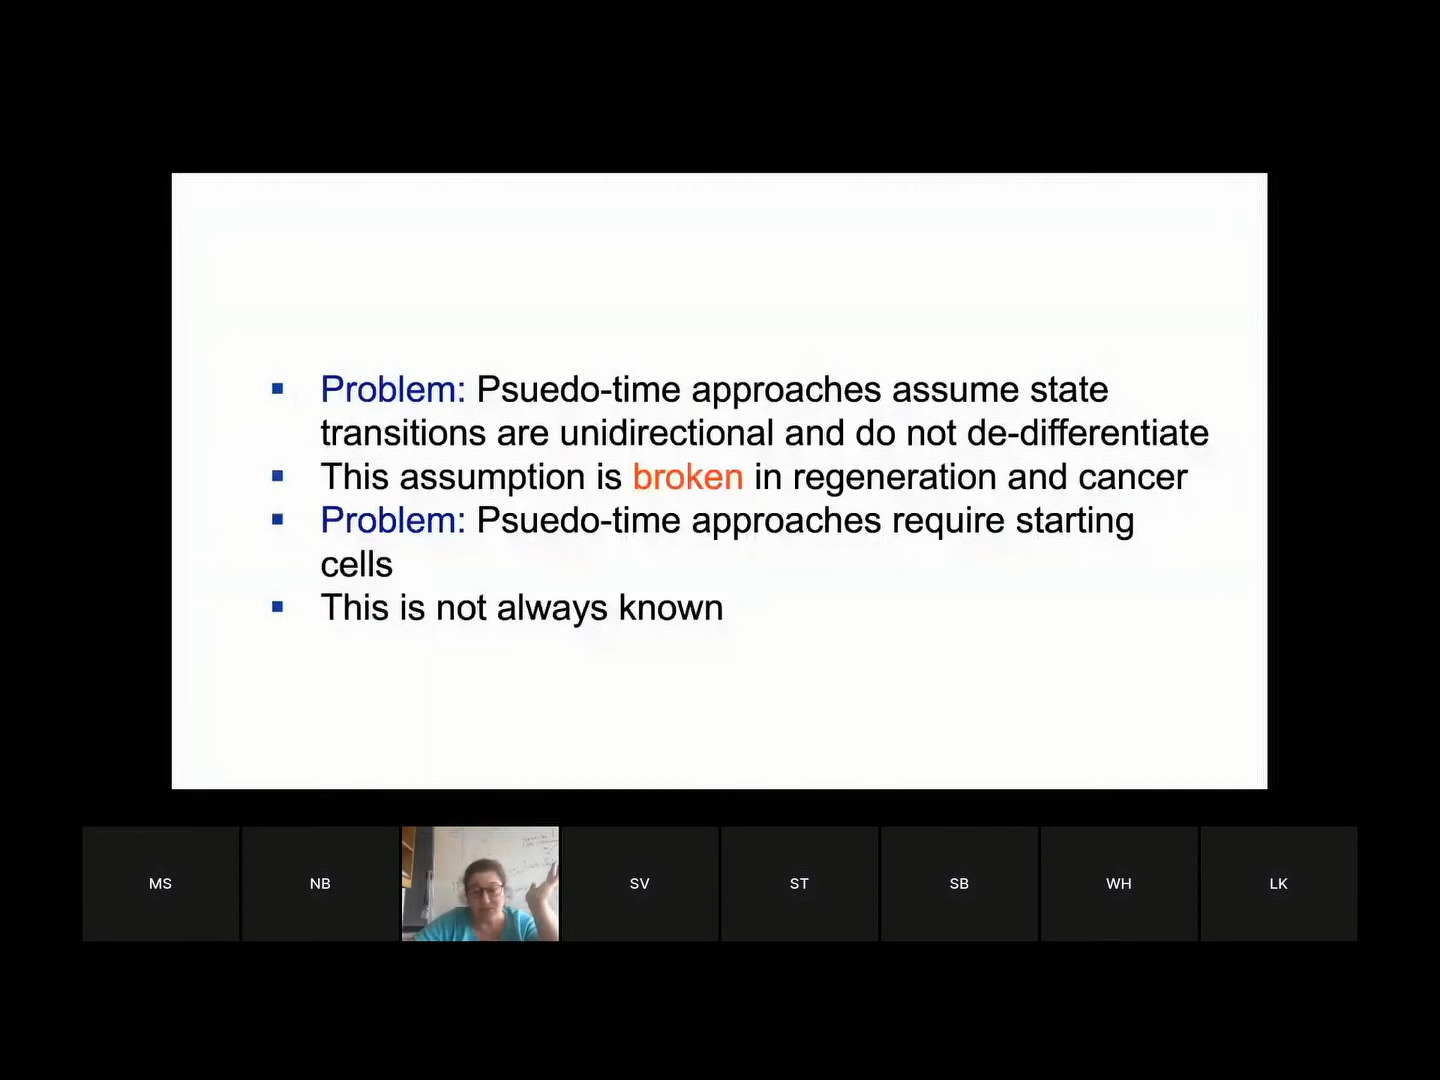 Problem: Psuedo-time approaches assume state
transitions are unidirectional and do not de-differentiate
This assumption is broken in regeneration and cancer
Problem: Psuedo-time approaches require starting
cells
This is not always known
MS NB SV ST SB WH LK